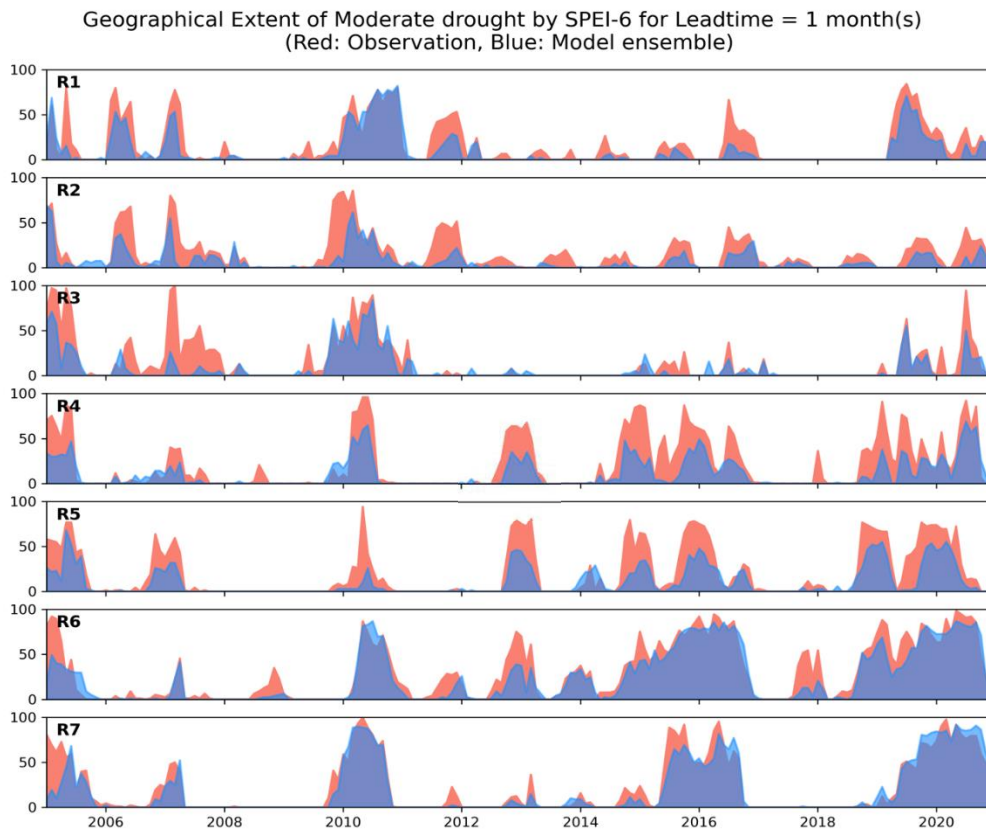 Geographical Extent of Moderate drought by SPEI-6 for Leadtime = 1 month(s)
(Red: Observation, Blue: Model ensemble)
100
R1
50
0
100
R2
50
0
100
R3
50
0
100
R4
50
0
100
R5
50
0
100
R6
50
0
100
R7
50
0
2006 2008 2010 2012 2014 2016 2018 2020